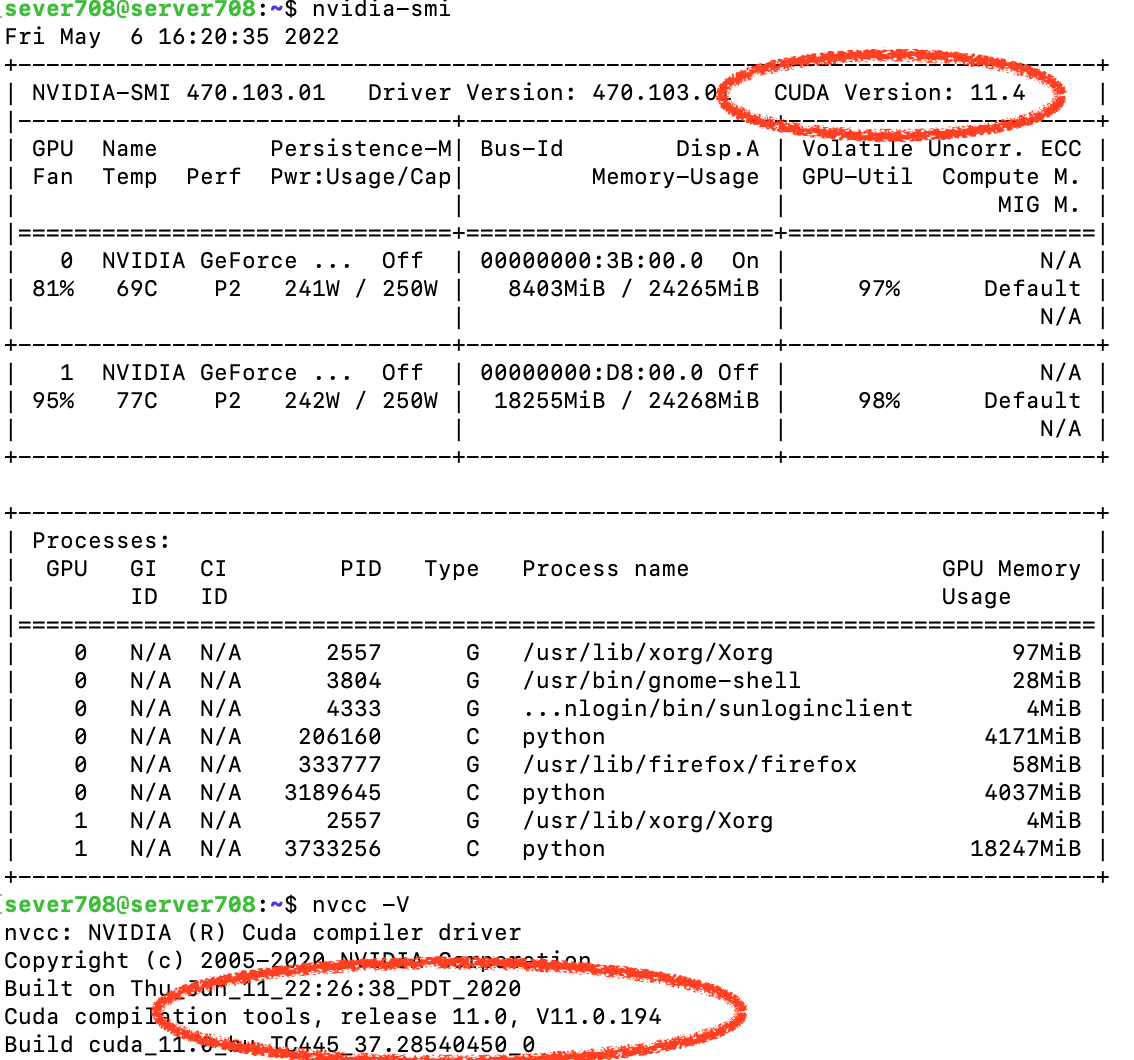 sever708@server708:~$ nvidia-smi
Fri May  6 16:20:35 2022
+-----------------------------------------------------------------------------+
| NVIDIA-SMI 470.103.01   Driver Version: 470.103.0    CUDA Version: 11.4     |
|-------------------------------+----------------------+----------------------+
| GPU  Name        Persistence-M| Bus-Id        Disp.A | Volatile Uncorr. ECC |
| Fan  Temp  Perf  Pwr:Usage/Cap|         Memory-Usage | GPU-Util  Compute M. |
|                               |                      |               MIG M. |
|===============================+======================+======================|
|   0  NVIDIA GeForce ...  Off  | 00000000:3B:00.0  On |                  N/A |
| 81%   69C    P2   241W / 250W |   8403MiB / 24265MiB |     97%      Default |
|                               |                      |                  N/A |
+-------------------------------+----------------------+----------------------+
|   1  NVIDIA GeForce ...  Off  | 00000000:D8:00.0 Off |                  N/A |
| 95%   77C    P2   242W / 250W |  18255MiB / 24268MiB |     98%      Default |
|                               |                      |                  N/A |
+-------------------------------+----------------------+----------------------+
+-----------------------------------------------------------------------------+
| Processes:                                                                  |
|  GPU   GI   CI        PID   Type   Process name                  GPU Memory |
|        ID   ID                                                   Usage      |
|=============================================================================|
|    0   N/A  N/A      2557      G   /usr/lib/xorg/Xorg                 97MiB |
|    0   N/A  N/A      3804      G   /usr/bin/gnome-shell               28MiB |
|    0   N/A  N/A      4333      G   ...nlogin/bin/sunloginclient        4MiB |
|    0   N/A  N/A    206160      C   python                           4171MiB |
|    0   N/A  N/A    333777      G   /usr/lib/firefox/firefox           58MiB |
|    0   N/A  N/A   3189645      C   python                           4037MiB |
|    1   N/A  N/A      2557      G   /usr/lib/xorg/Xorg                  4MiB |
|    1   N/A  N/A   3733256      C   python                          18247MiB |
+-----------------------------------------------------------------------------+
sever708@server708:~$ nvcc -V
nvcc: NVIDIA (R) Cuda compiler driver
Copyright (c) 2005-2020 NVIDIA Corporation
Built on Thu_Jun_11_22:26:38_PDT_2020
Cuda compilation tools, release 11.0, V11.0.194
Build cuda_11.0_bu.TC445_37.28540450_0